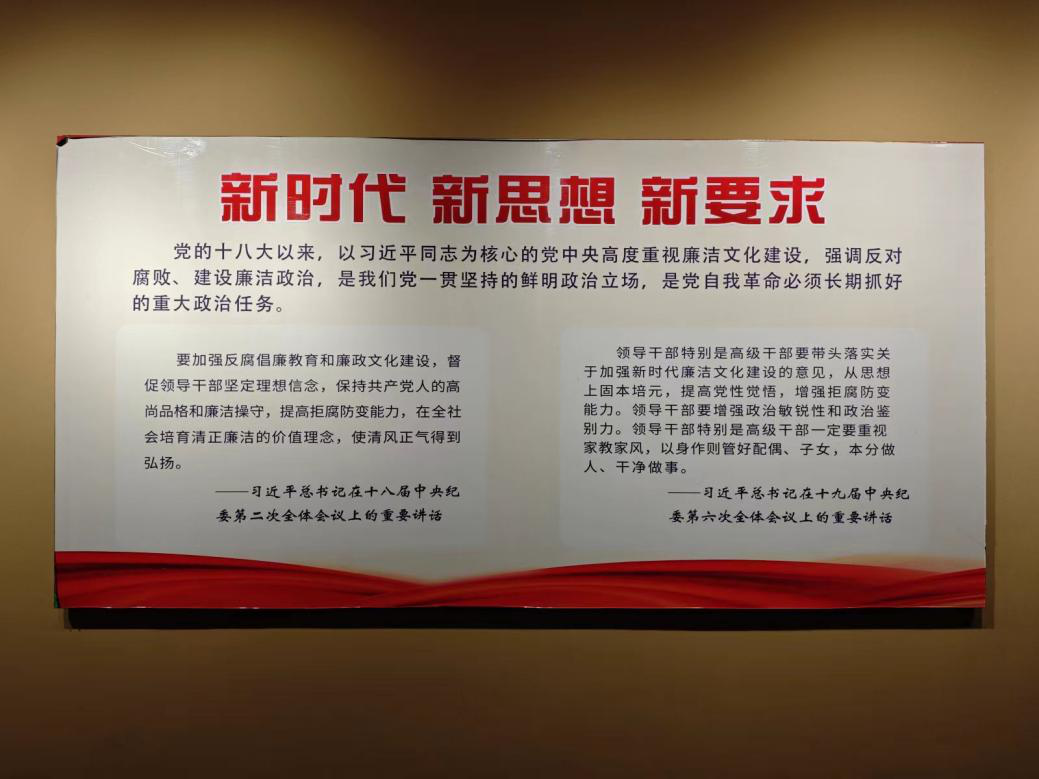 新时代 新思想 新要求
党的十八大以来，以习近平同志为核心的党中央高度重视廉洁文化建设，强调反对
腐败、建设廉洁政治，是我们党一贯坚持的鲜明政治立场，是党自我革命必须长期抓好
的重大政治任务。
要加强反腐倡廉教育和廉政文化建设，督
促领导干部坚定理想信念，保持共产党人的高
尚品格和廉洁操守，提高拒腐防变能力，在全社
会培育清正廉洁的价值理念，使清风正气得到
弘扬。
——习近平总书记在十八届中央纪
委第二次全体会议上的重要讲话
领导干部特别是高级干部要带头落实关
于加强新时代廉洁文化建设的意见，从思想
上固本培元，提高党性觉悟，增强拒腐防变
能力。领导干部要增强政治敏锐性和政治鉴
别力。领导干部特别是高级干部一定要重视
家教家风，以身作则管好配偶、子女，本分做
人、干净做事。
——习近平总书记在十九届中央纪
委第六次全体会议上的重要讲话